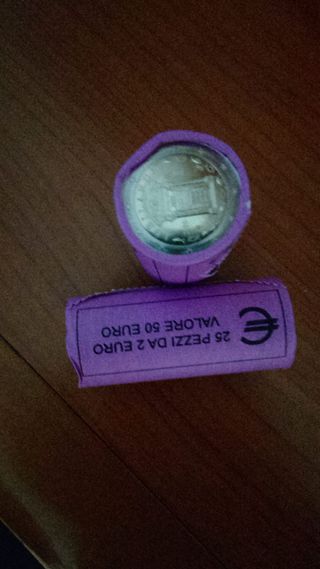 25 PEZZI DA 2 EURO
VALORE 50 EURO
€